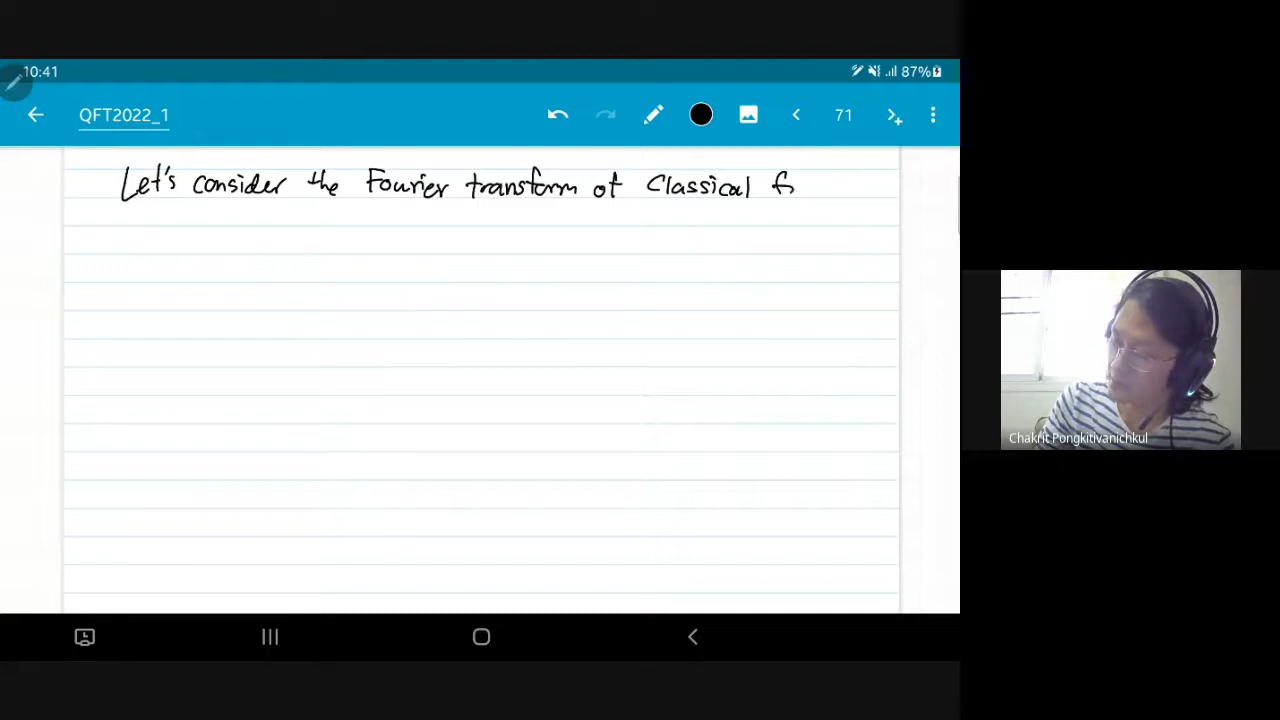 10:41
87%
QFT2022_1
71
Let's consider the Fourier transform of Classical
Chakrit Pongkitivanichkul